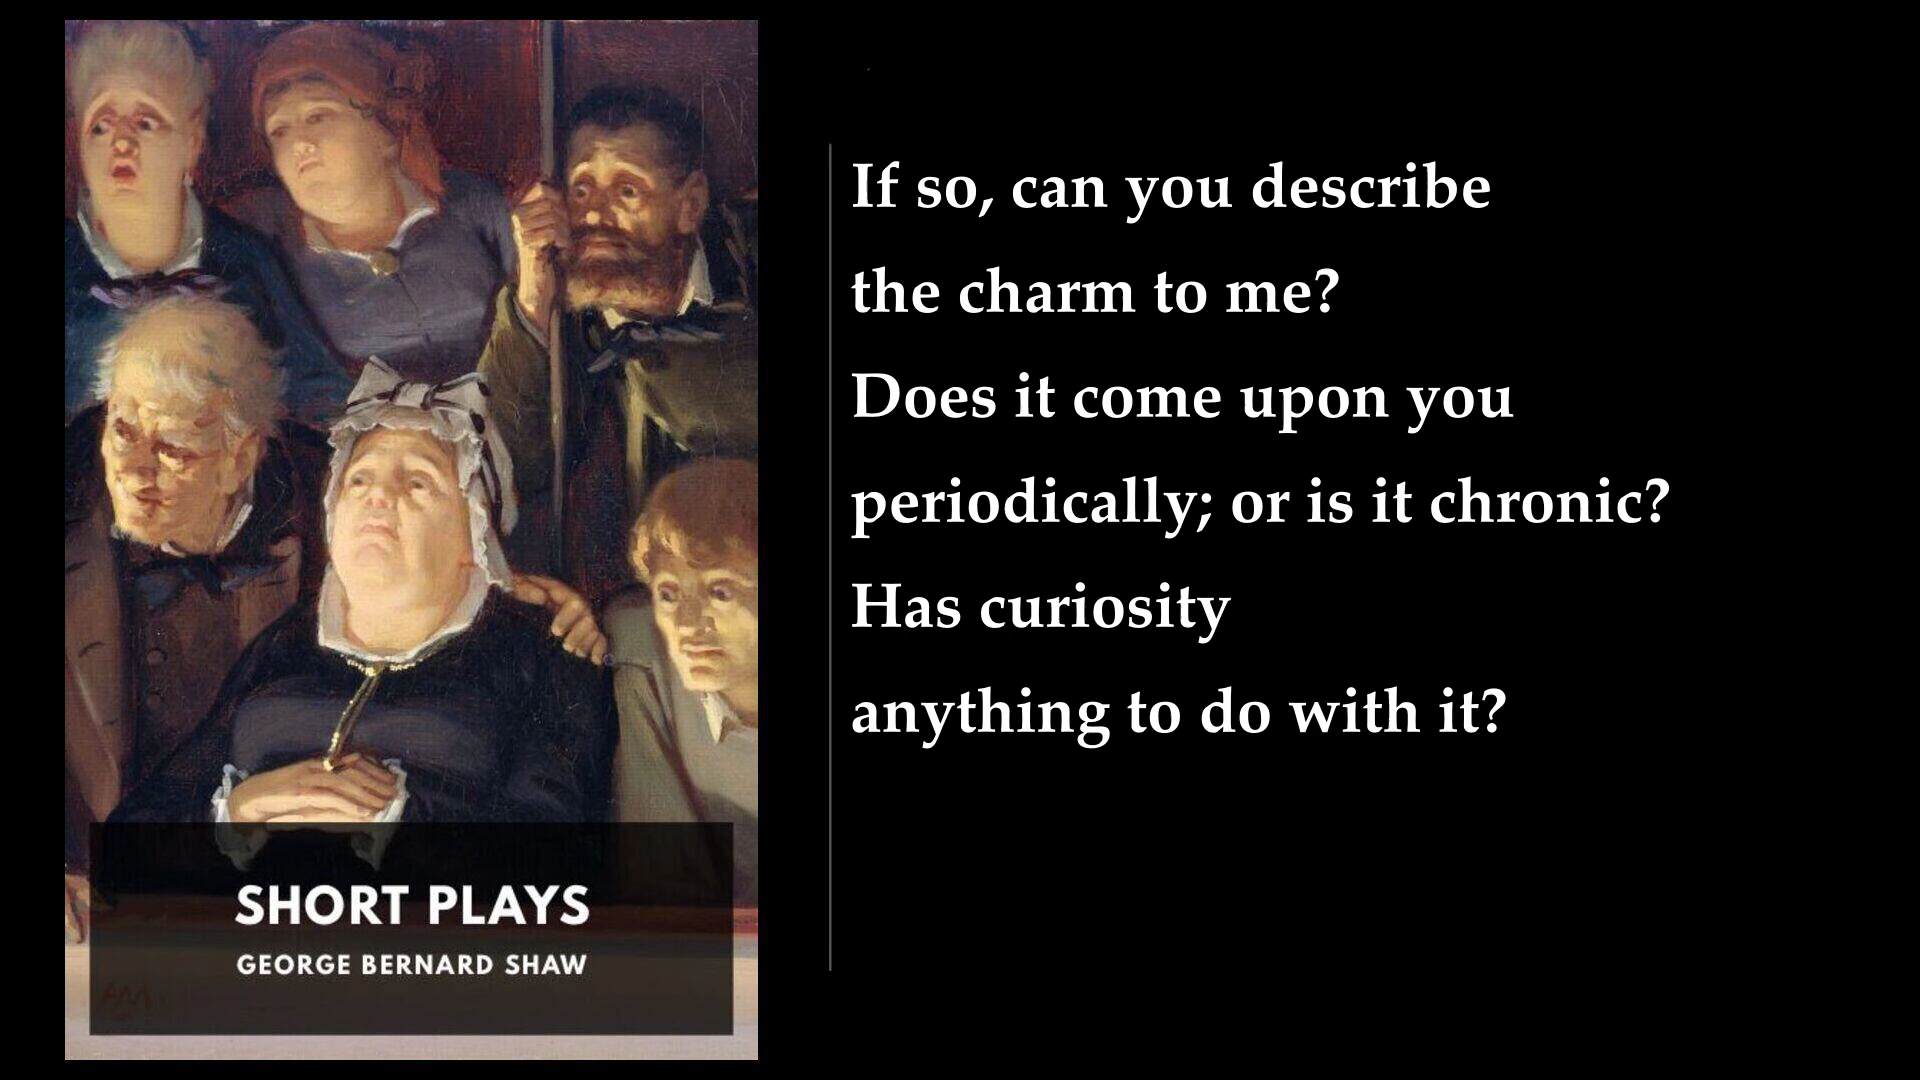 If so, can you describe
the charm to me?
Does it come upon you
periodically; or is it chronic?
Has curiosity
anything to do with it?
SHORT PLAYS
GEORGE BERNARD SHAW